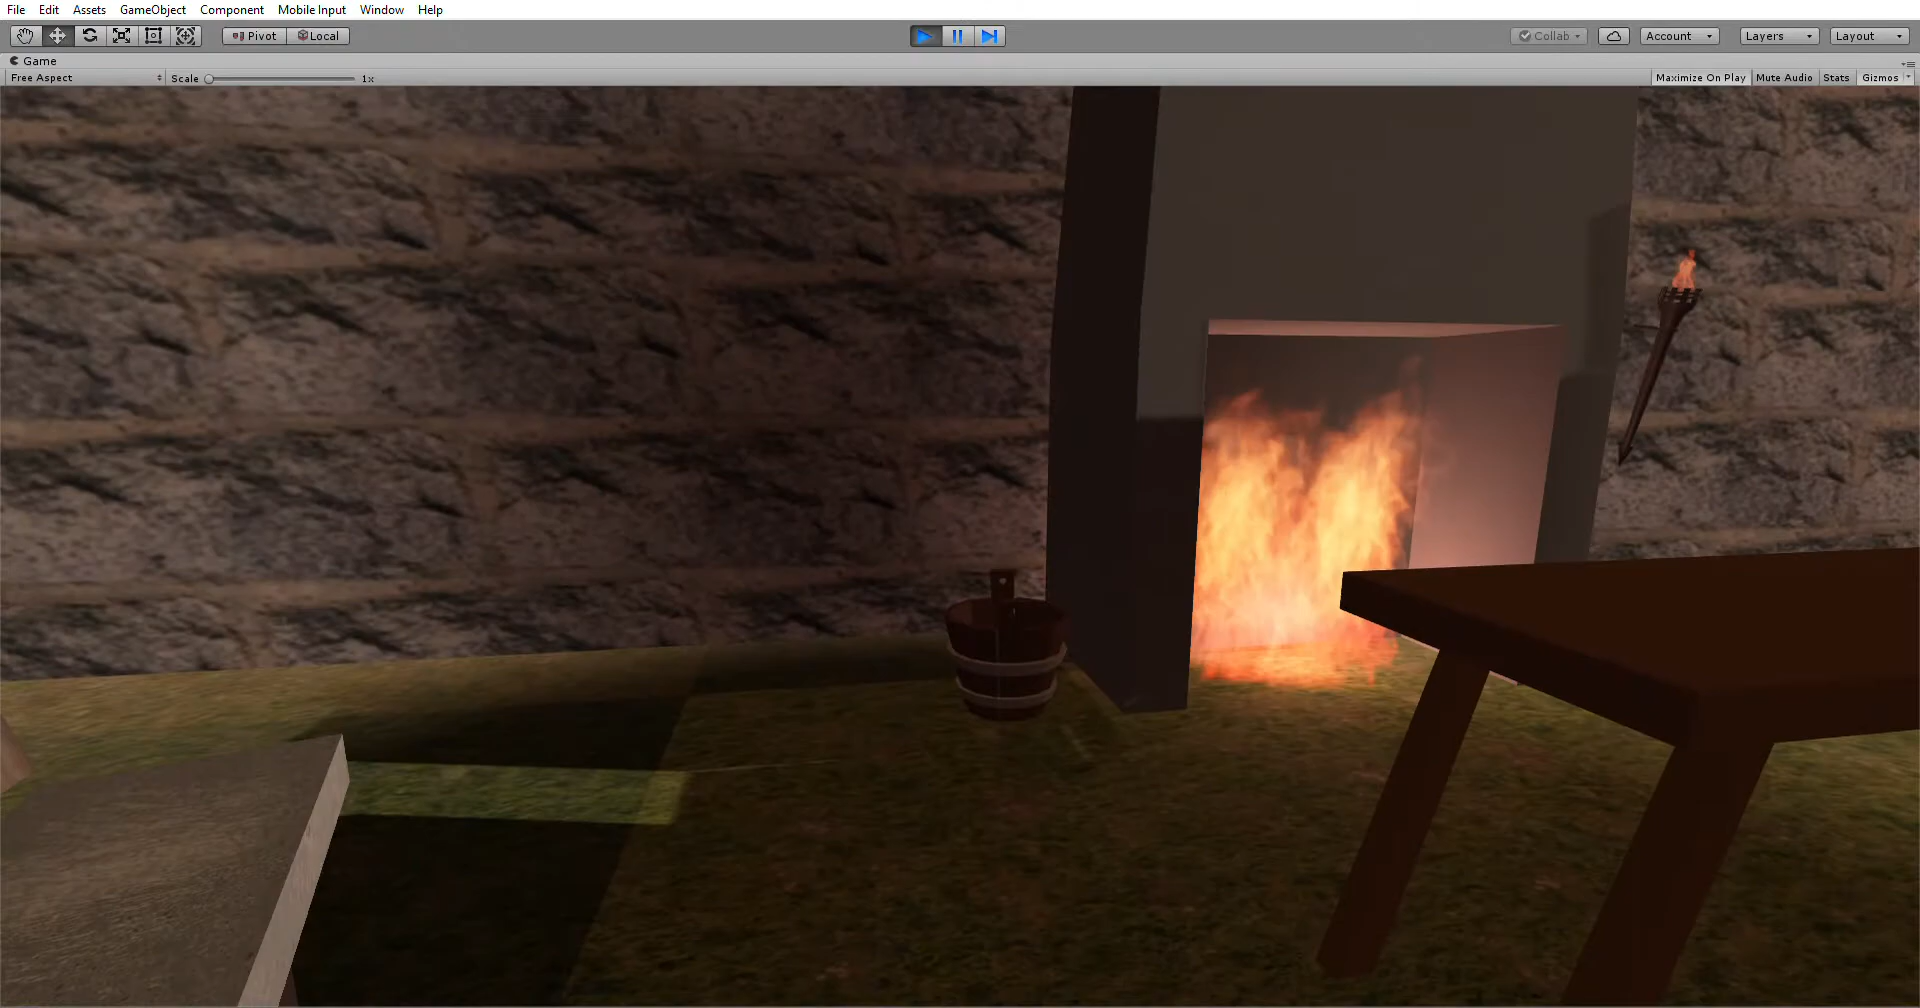 File Edit Assets GameObject Component Mobile Input Window Help
Pivot Local Collab Account Layers Layout
Game
Free Aspect Scale 1x Maximize On Play Mute Audio Stats Gizmos